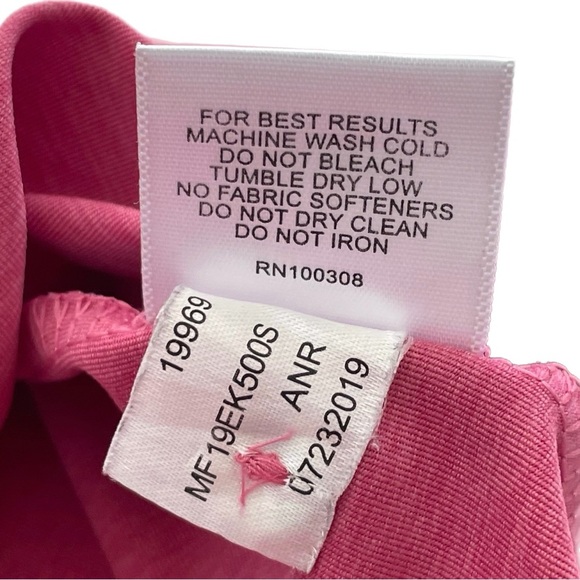 FOR BEST RESULTS
MACHINE WASH COLD
DO NOT BLEACH
TUMBLE DRY LOW
NO FABRIC SOFTENERS
DO NOT DRY CLEAN
DO NOT IRON
RN100308
19969
MF19EK500S
ANR
07232019